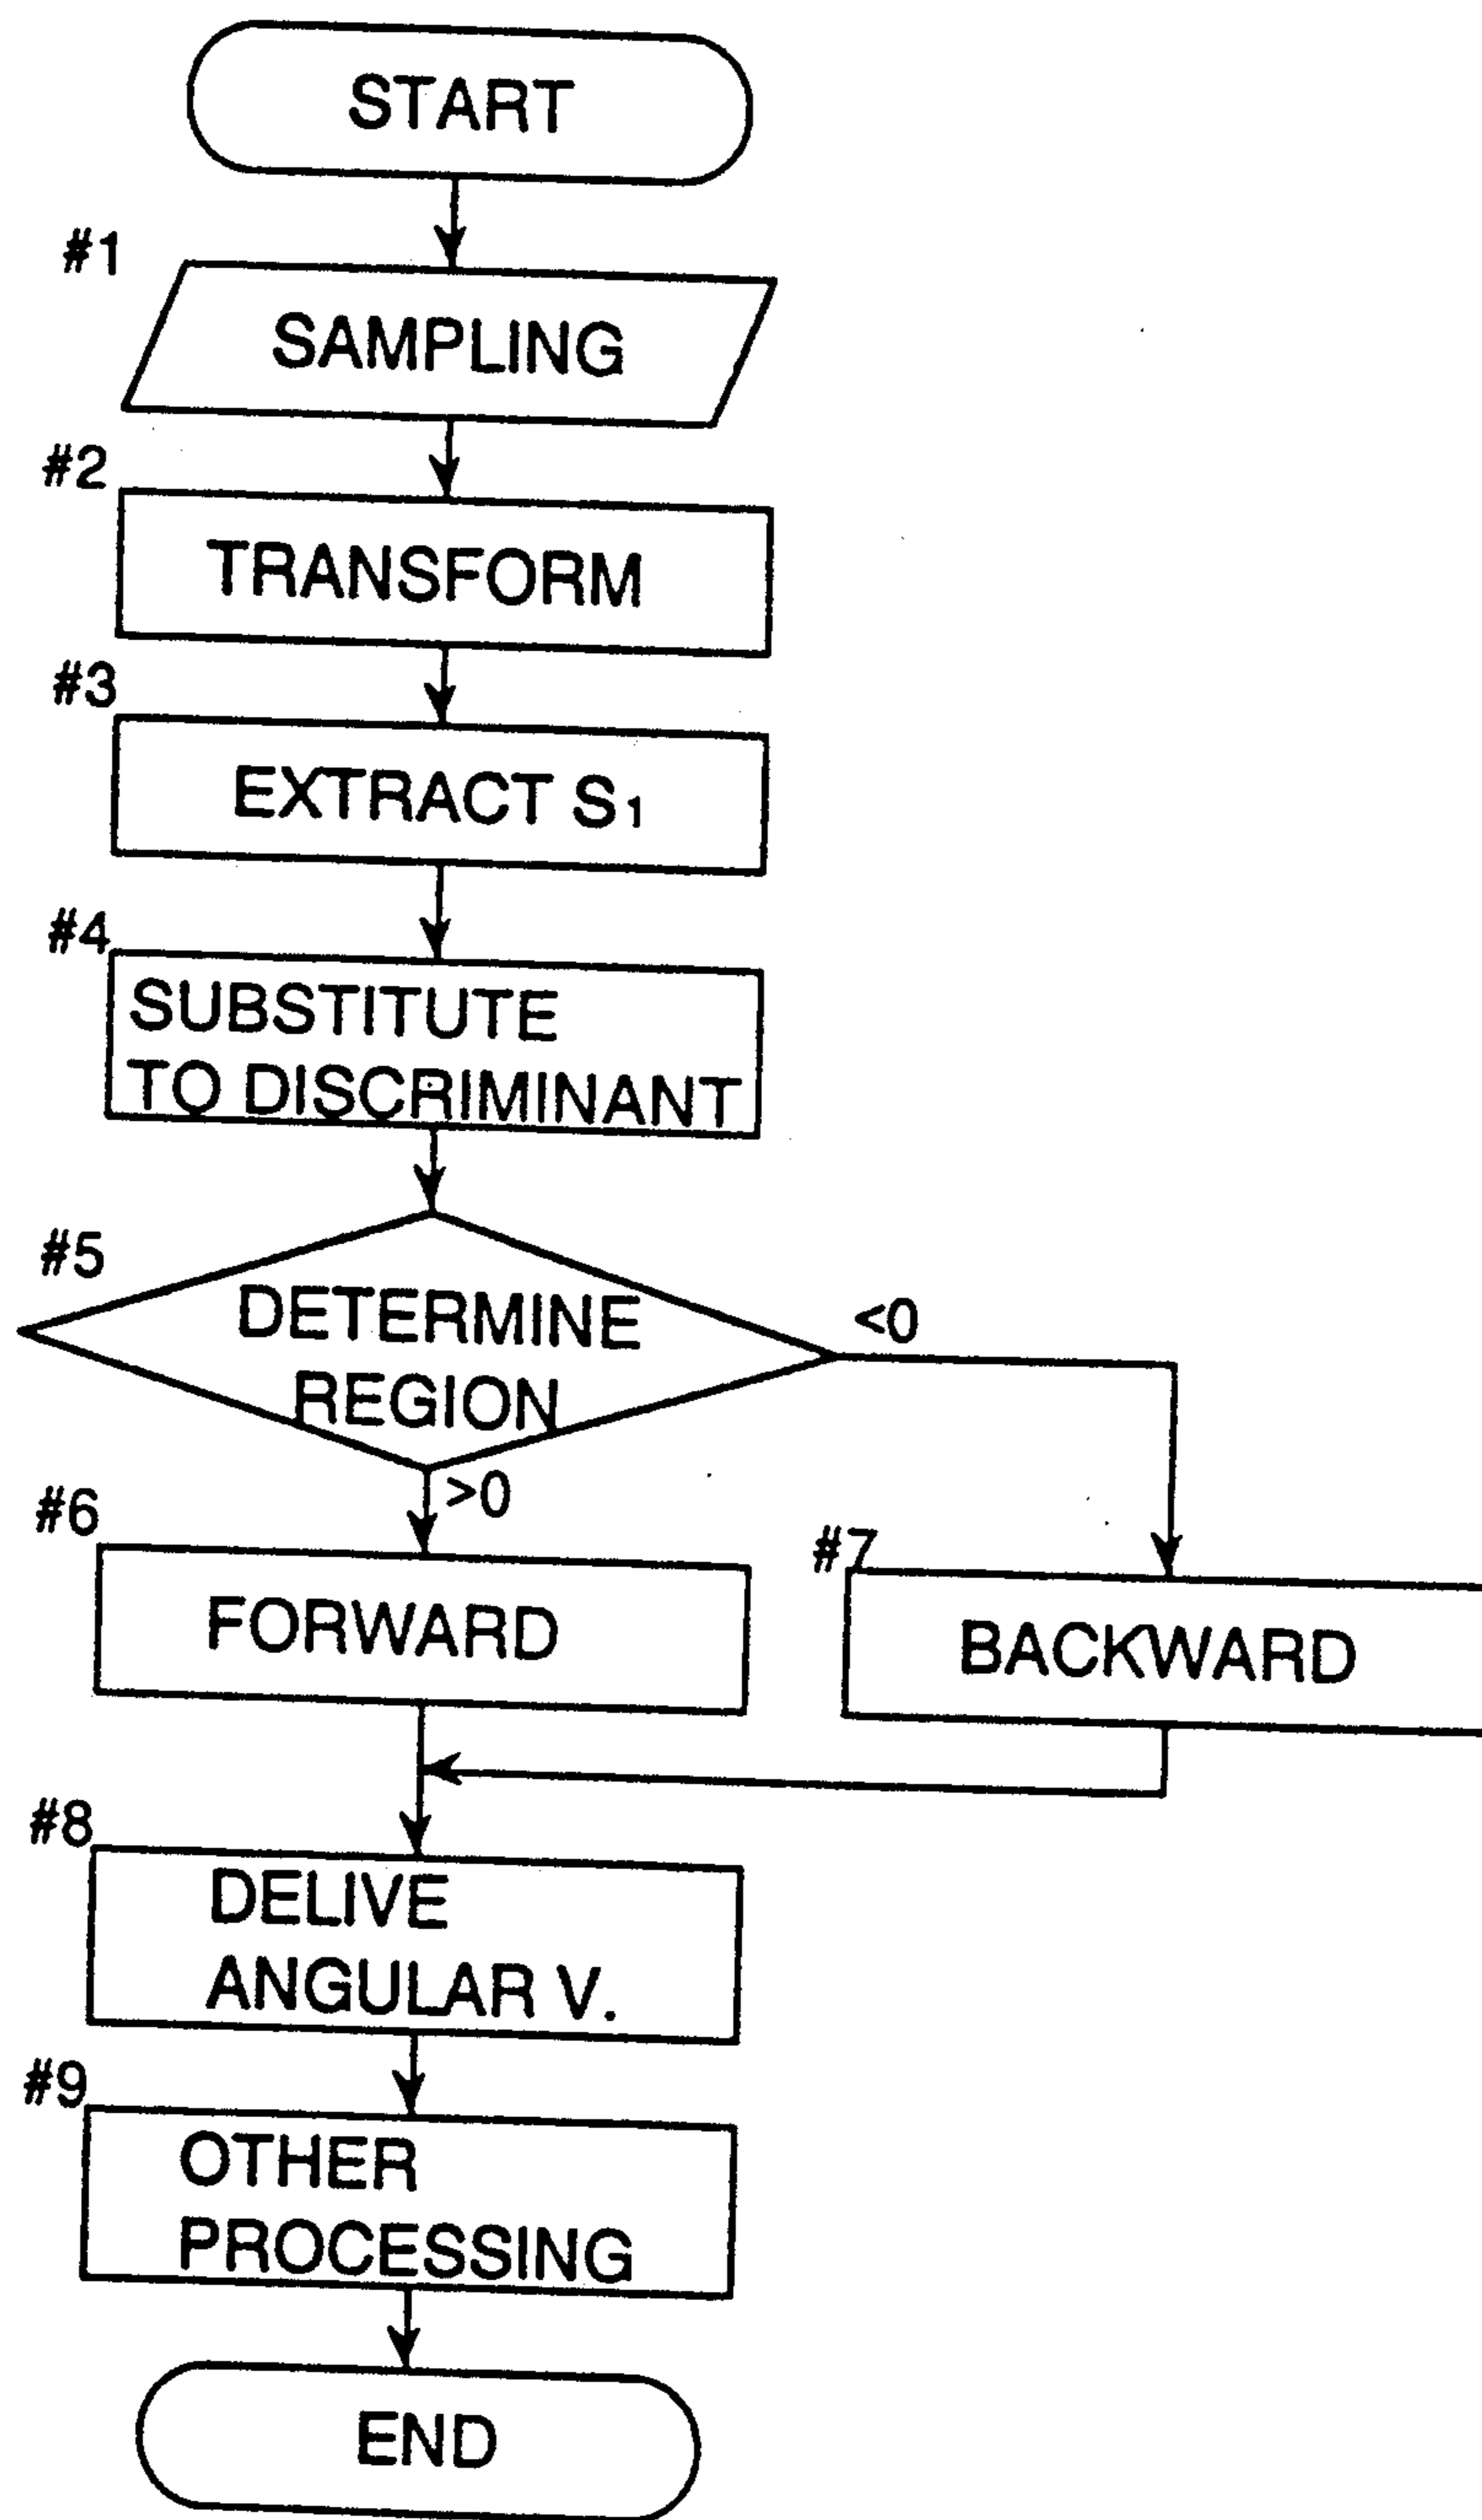 START
#1
SAMPLING
#2
TRANSFORM
#3
EXTRACT S1
#4
SUBSTITUTE
TO DISCRIMINANT
#5
DETERMINE
REGION
<0
>0
#6
FORWARD
#7
BACKWARD
#8
DELIVE
ANGULAR V.
#9
OTHER
PROCESSING
END